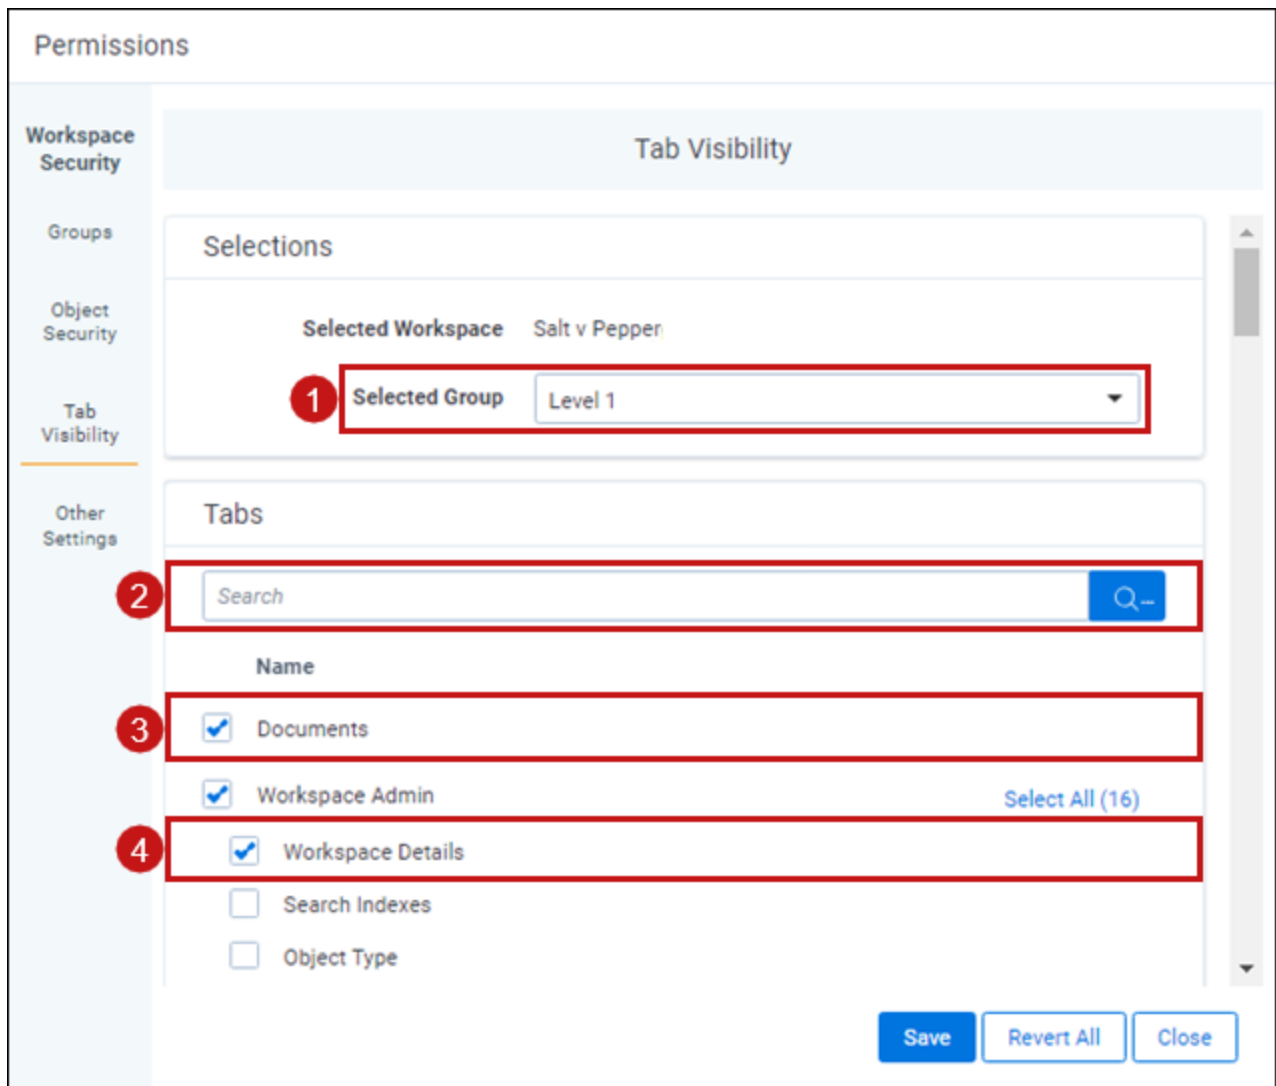 Permissions
Workspace
Security
Groups
Object
Security
Tab
Visibility
Other
Settings
Tab Visibility
Selections
Selected Workspace Salt v Pepper
1 Selected Group Level 1
Tabs
2 Search
Name
3 Documents
Workspace Admin Select All (16)
4 Workspace Details
Search Indexes
Object Type
Save Revert All Close